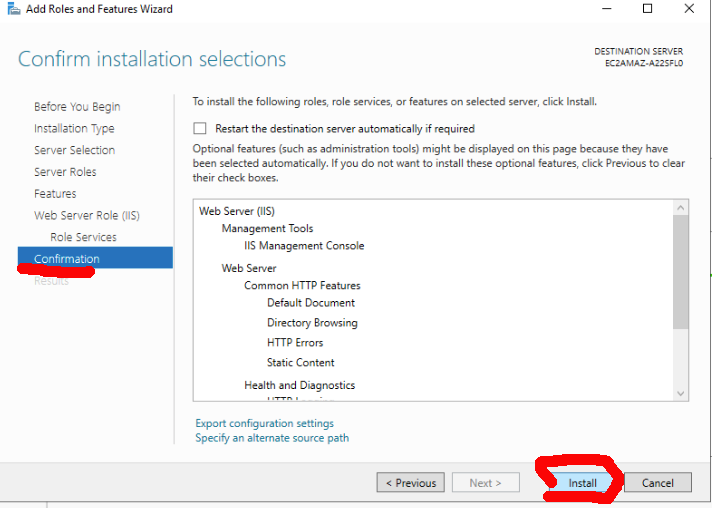 Add Roles and Features Wizard
Confirm installation selections
DESTINATION SERVER
EC2AMAZ-A22SFL0
Before You Begin
Installation Type
Server Selection
Server Roles
Features
Web Server Role (IIS)
Role Services
Confirmation
Results
To install the following roles, role services, or features on selected server, click Install.
Restart the destination server automatically if required
Optional features (such as administration tools) might be displayed on this page because they have
been selected automatically. If you do not want to install these optional features, click Previous to clear
their check boxes.
Web Server (IIS)
Management Tools
IIS Management Console
Web Server
Common HTTP Features
Default Document
Directory Browsing
HTTP Errors
Static Content
Health and Diagnostics
Export configuration settings
Specify an alternate source path
< Previous
Next >
Install
Cancel